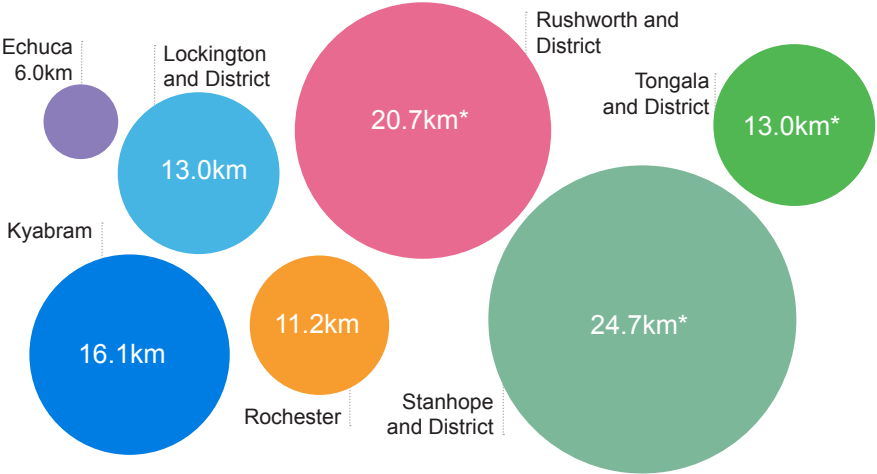 Echuca
6.0km
Lockington
and District
13.0km
Rushworth and
District
20.7km*
Tongala
and District
13.0km*
Kyabram
16.1km
11.2km
Rochester
24.7km*
Stanhope
and District